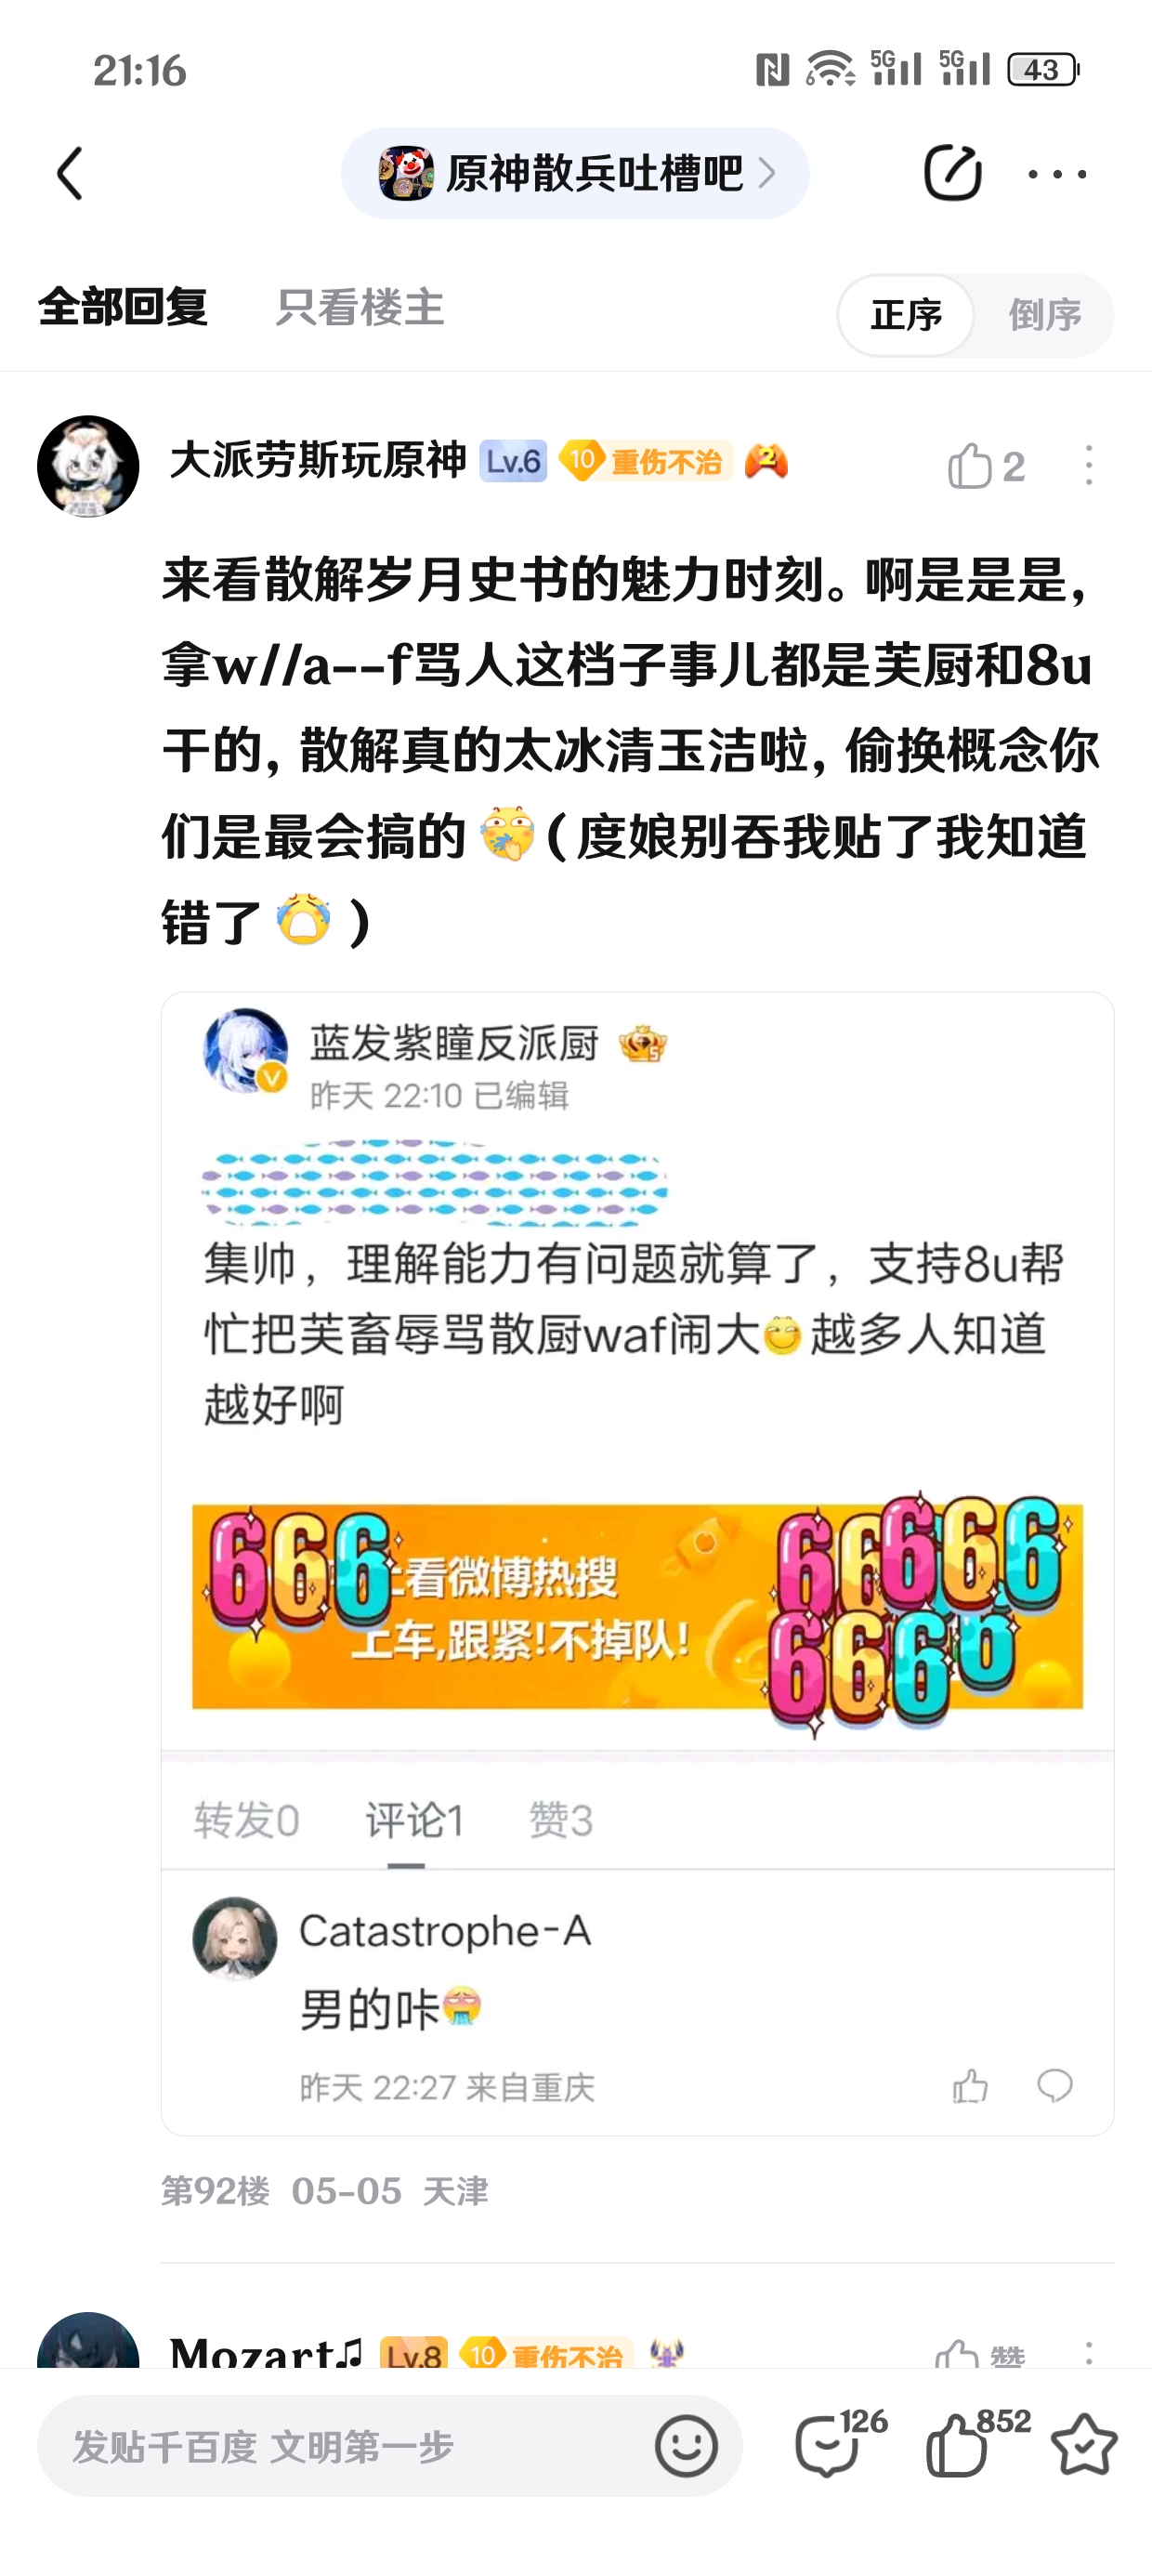 21:16
5G 5G 43
原神散兵吐槽吧
全部回复 只看楼主 正序 倒序
大派劳斯玩原神 Lv.6 10 重伤不治 2 2
来看散解岁月史书的魅力时刻。啊是是是，
拿w//a--f骂人这档子事儿都是芙厨和8u
干的，散解真的太冰清玉洁啦，偷换概念你
们是最会搞的（度娘别吞我贴了我知道
错了）
蓝发紫瞳反派厨
昨天 22:10 已编辑
集帅，理解能力有问题就算了，支持8u帮
忙把芙畜辱骂散厨waf闹大越多人知道
越好啊
666 看微博热搜 66666
上车,跟紧!不掉队! 6666
转发0 评论1 赞3
Catastrophe-A
男的咔
昨天 22:27 来自重庆
第92楼 05-05 天津
Mozart♫ Lv.8 10 重伤不治 赞
发贴千百度 文明第一步 126 852